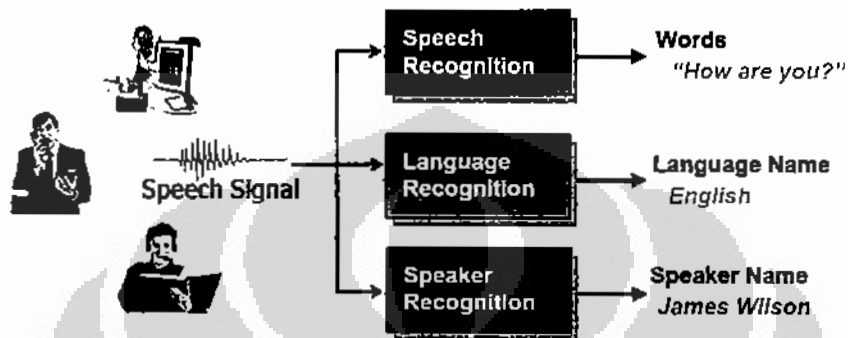 Speech
Recognition
Words
"How are you?"
Speech Signal
Language
Recognition
Language Name
English
Speaker
Recognition
Speaker Name
James Wilson